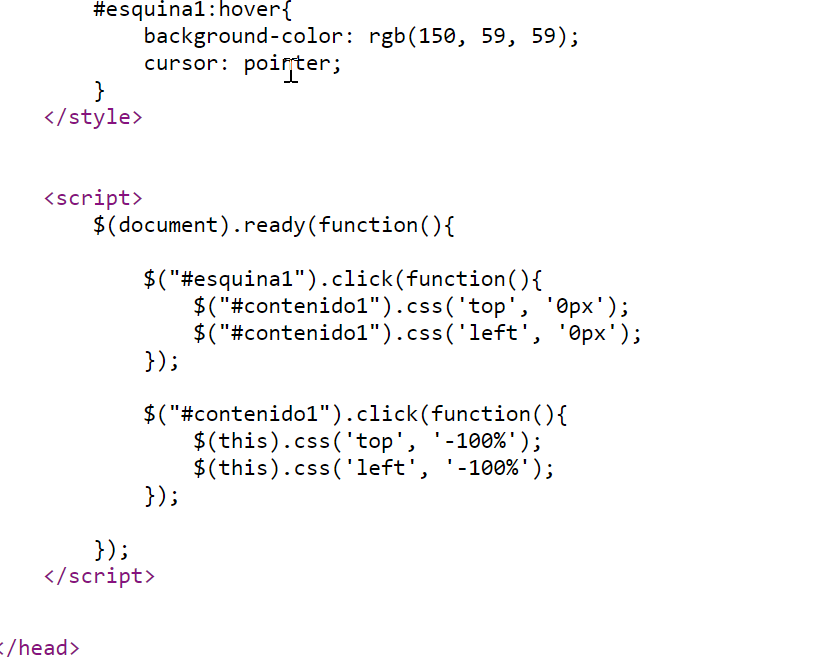 #esquina1:hover{
background-color: rgb(150, 59, 59);
cursor: pointer;
}
</style>
<script>
$(document).ready(function(){
$("#esquina1").click(function(){
$("#contenido1").css('top', '0px');
$("#contenido1").css('left', '0px');
});
$("#contenido1").click(function(){
$(this).css('top', '-100%');
$(this).css('left', '-100%');
});
});
</script>
</head>